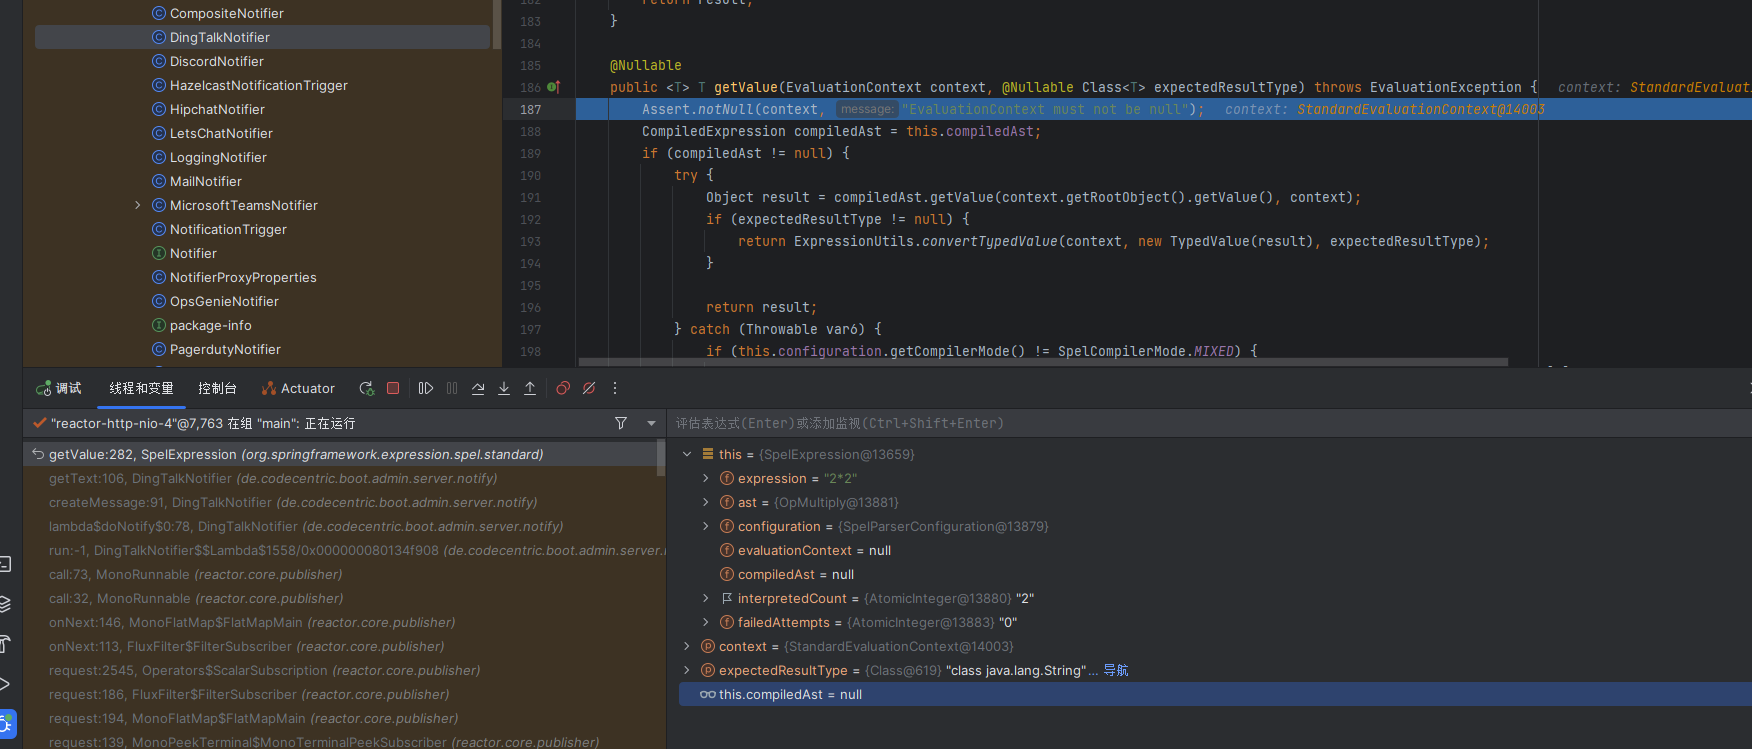 CompositeNotifier
DingTalkNotifier
DiscordNotifier
HazelcastNotificationTrigger
HipchatNotifier
LetsChatNotifier
LoggingNotifier
MailNotifier
MicrosoftTeamsNotifier
NotificationTrigger
Notifier
NotifierProxyProperties
OpsGenieNotifier
package-info
PagerdutyNotifier
182 return result;
183 }
184
185 @Nullable
186 public <T> T getValue(EvaluationContext context, @Nullable Class<T> expectedResultType) throws EvaluationException { context: StandardEvaluat
187 Assert.notNull(context, message: "EvaluationContext must not be null"); context: StandardEvaluationContext@14003
188 CompiledExpression compiledAst = this.compiledAst;
189 if (compiledAst != null) {
190 try {
191 Object result = compiledAst.getValue(context.getRootObject().getValue(), context);
192 if (expectedResultType != null) {
193 return ExpressionUtils.convertTypedValue(context, new TypedValue(result), expectedResultType);
194 }
195
196 return result;
197 } catch (Throwable var6) {
198 if (this.configuration.getCompilerMode() != SpelCompilerMode.MIXED) {
调试 线程和变量 控制台 Actuator
"reactor-http-nio-4"@7,763 在组 "main": 正在运行
getValue:282, SpelExpression (org.springframework.expression.spel.standard)
getText:106, DingTalkNotifier (de.codecentric.boot.admin.server.notify)
createMessage:91, DingTalkNotifier (de.codecentric.boot.admin.server.notify)
lambda$doNotify$0:78, DingTalkNotifier (de.codecentric.boot.admin.server.notify)
run:-1, DingTalkNotifier$$Lambda$1558/0x000000080134f908 (de.codecentric.boot.admin.server.
call:73, MonoRunnable (reactor.core.publisher)
call:32, MonoRunnable (reactor.core.publisher)
onNext:146, MonoFlatMap$FlatMapMain (reactor.core.publisher)
onNext:113, FluxFilter$FilterSubscriber (reactor.core.publisher)
request:2545, Operators$ScalarSubscription (reactor.core.publisher)
request:186, FluxFilter$FilterSubscriber (reactor.core.publisher)
request:194, MonoFlatMap$FlatMapMain (reactor.core.publisher)
request:139, MonoPeekTerminal$MonoTerminalPeekSubscriber (reactor.core.publisher)
评估表达式(Enter)或添加监视(Ctrl+Shift+Enter)
this = {SpelExpression@13659}
expression = "2*2"
ast = {OpMultiply@13881}
configuration = {SpelParserConfiguration@13879}
evaluationContext = null
compiledAst = null
interpretedCount = {AtomicInteger@13880} "2"
failedAttempts = {AtomicInteger@13883} "0"
context = {StandardEvaluationContext@14003}
expectedResultType = {Class@619} "class java.lang.String"... 导航
this.compiledAst = null